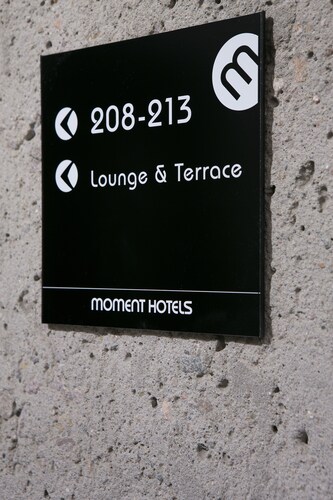 m
208-213
Lounge & Terrace
MOMENT HOTELS